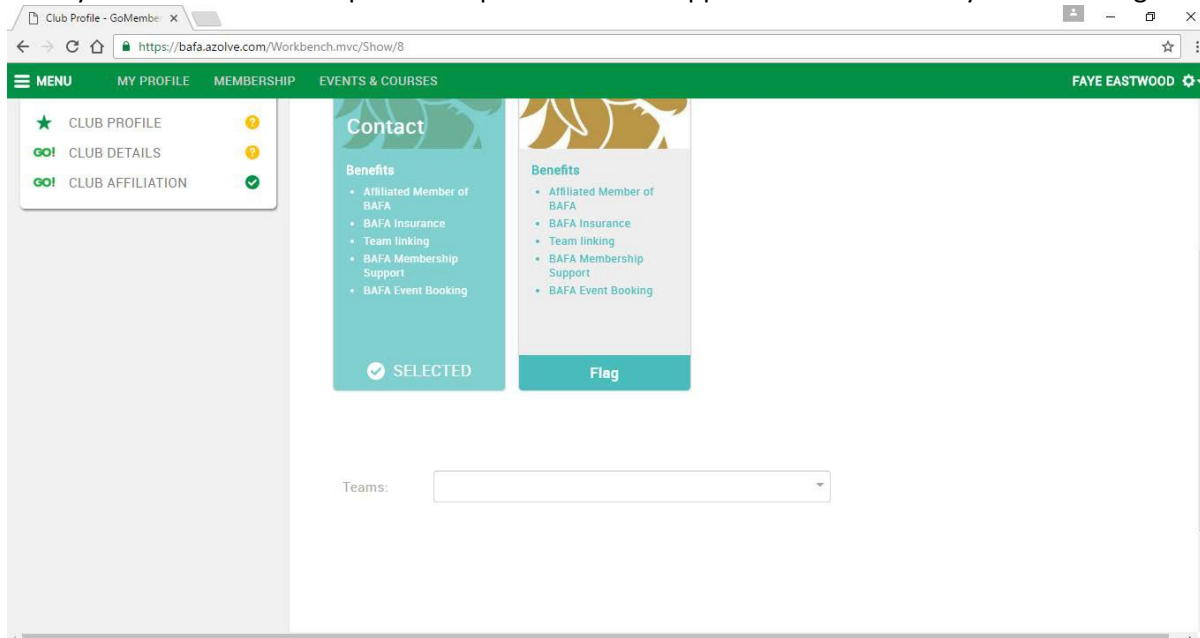 Club Profile - GoMembe
https://bafa.azolve.com/Workbench.mvc/Show/8
MENU MY PROFILE MEMBERSHIP EVENTS & COURSES FAYE EASTWOOD
CLUB PROFILE ?
GO! CLUB DETAILS ?
GO! CLUB AFFILIATION
Contact
Benefits
• Affiliated Member of
BAFA
• BAFA Insurance
• Team linking
• BAFA Membership
Support
• BAFA Event Booking
SELECTED
Benefits
• Affiliated Member of
BAFA
• BAFA Insurance
• Team linking
• BAFA Membership
Support
• BAFA Event Booking
Flag
Teams: